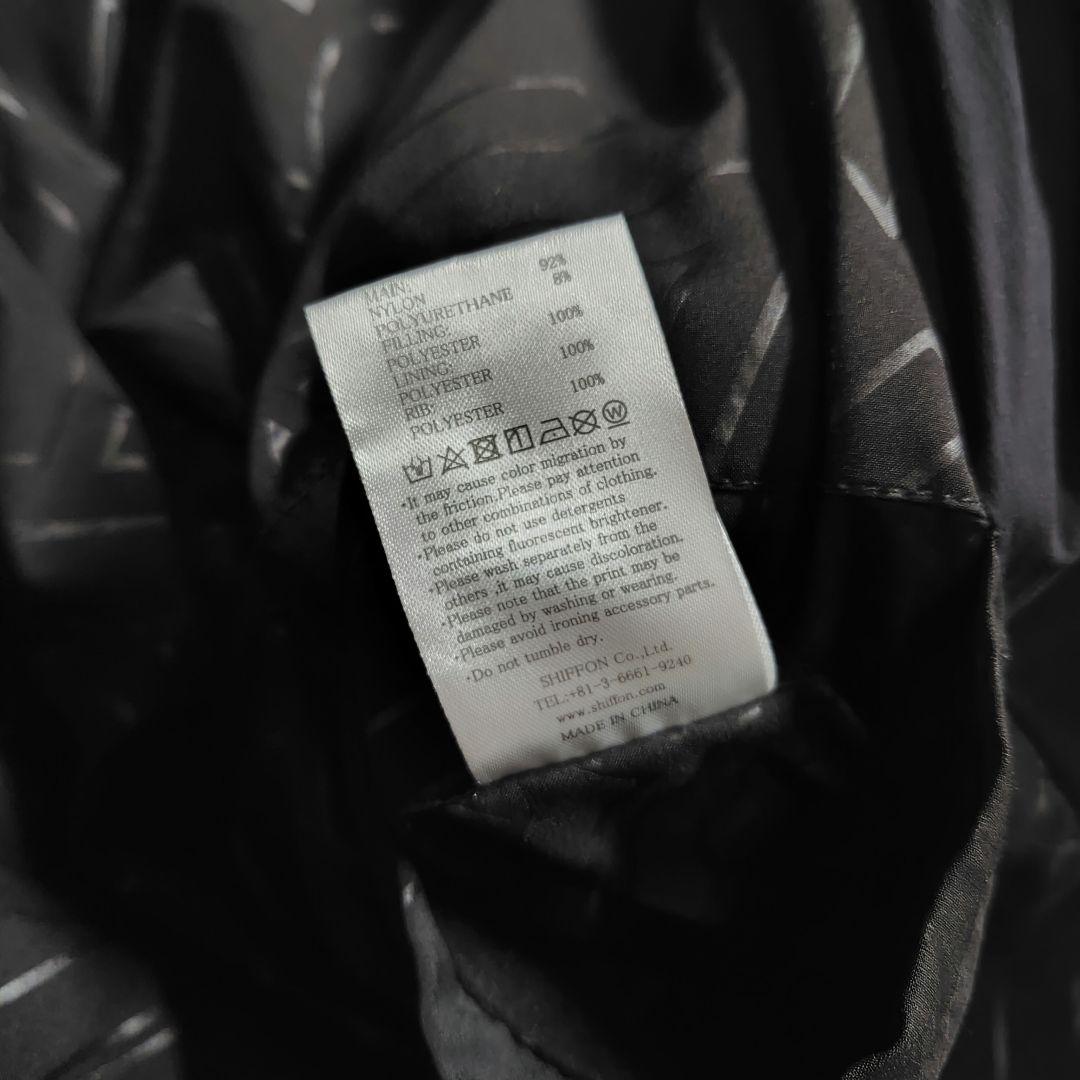 MAIN:
NYLON 92%
POLYURETHANE 8%
FILLING:
POLYESTER 100%
LINING:
POLYESTER 100%
RIB:
POLYESTER 100%
W
·It may cause color migration by
the friction.Please pay attention
to other combinations of clothing.
·Please do not use detergents
containing fluorescent brightener.
·Please wash separately from the
others ,it may cause discoloration.
·Please note that the print may be
damaged by washing or wearing.
·Please avoid ironing accessory parts.
·Do not tumble dry.
SHIFFON Co.,Ltd.
TEL:+81-3-6661-9240
www.shiffon.com
MADE IN CHINA